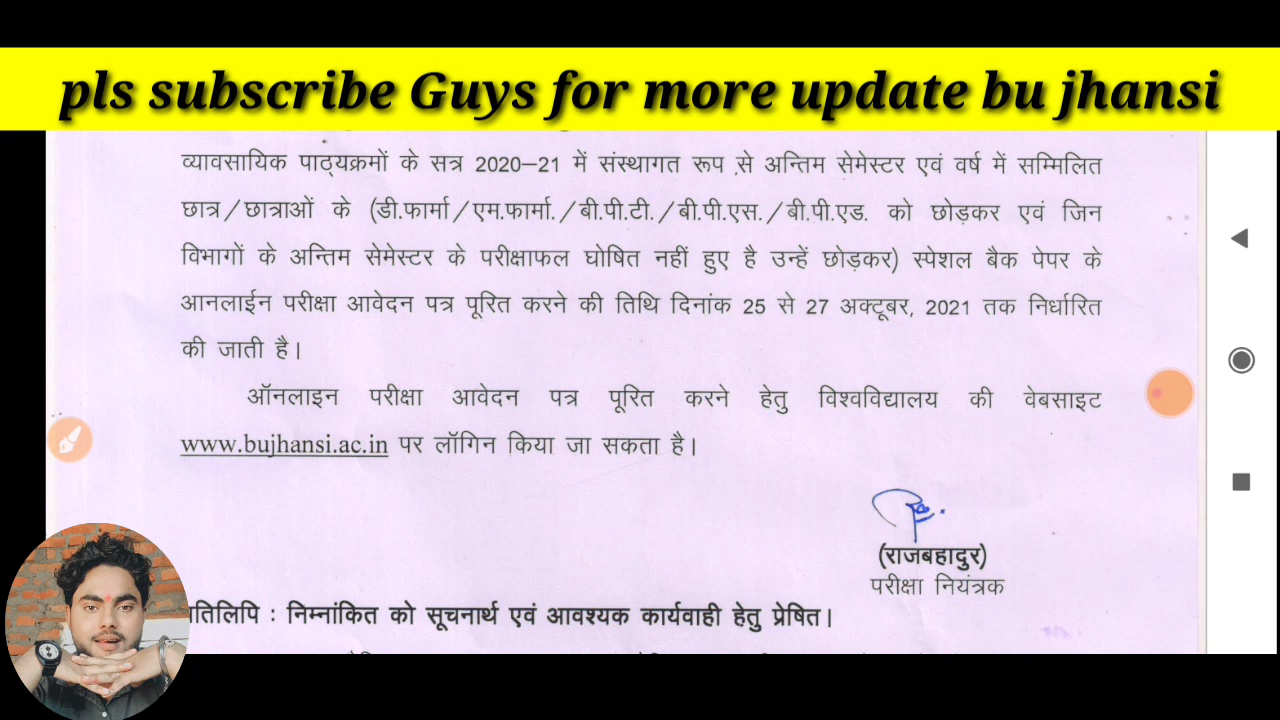 pls subscribe Guys for more update bu jhansi
व्यावसायिक पाठ्यक्रमों के सत्र 2020–21 में संस्थागत रूप से अन्तिम सेमेस्टर एवं वर्ष में सम्मिलित
छात्र/छात्राओं के (डी.फार्मा/एम.फार्मा./बी.पी.टी./बी.पी.एस./बी.पी.एड. को छोड़कर एवं जिन
विभागों के अन्तिम सेमेस्टर के परीक्षाफल घोषित नहीं हुए है उन्हें छोड़कर) स्पेशल बैक पेपर के
आनलाईन परीक्षा आवेदन पत्र पूरित करने की तिथि दिनांक 25 से 27 अक्टूबर, 2021 तक निर्धारित
की जाती है।
ऑनलाइन परीक्षा आवेदन पत्र पूरित करने हेतु विश्वविद्यालय की वेबसाइट
www.bujhansi.ac.in पर लॉगिन किया जा सकता है।
(राजबहादुर)
परीक्षा नियंत्रक
: निम्नांकित को सूचनार्थ एवं आवश्यक कार्यवाही हेतु प्रेषित।